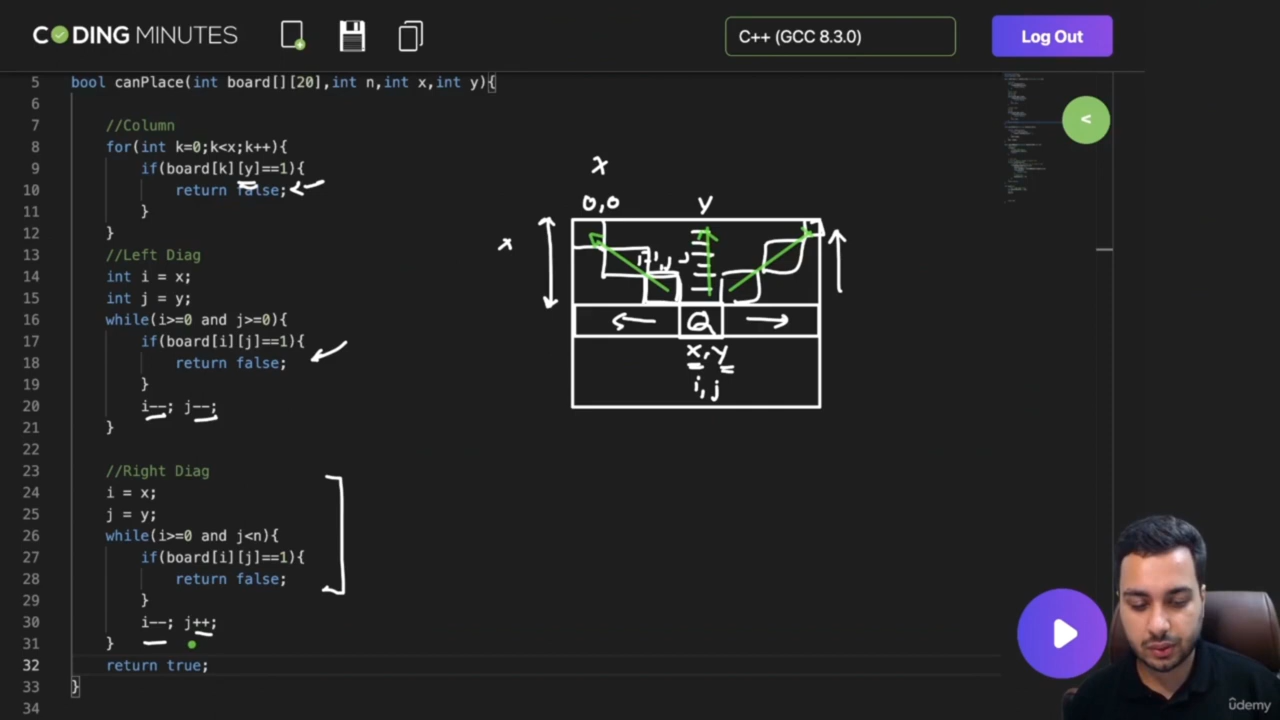 CODING MINUTES
C++ (GCC 8.3.0)
Log Out
5 bool canPlace(int board[][20],int n,int x,int y){
6
7 //Column
8 for(int k=0;k<x;k++){
9 if(board[k][y]==1){
10 return false;
11 }
12 }
13 //Left Diag
14 int i = x;
15 int j = y;
16 while(i>=0 and j>=0){
17 if(board[i][j]==1){
18 return false;
19 }
20 i--; j--;
21 }
22
23 //Right Diag
24 i = x;
25 j = y;
26 while(i>=0 and j<n){
27 if(board[i][j]==1){
28 return false;
29 }
30 i--; j++;
31 }
32 return true;
33 }
34
<
x
0,0
y
x
Q
x,y
i,j
ûdemy